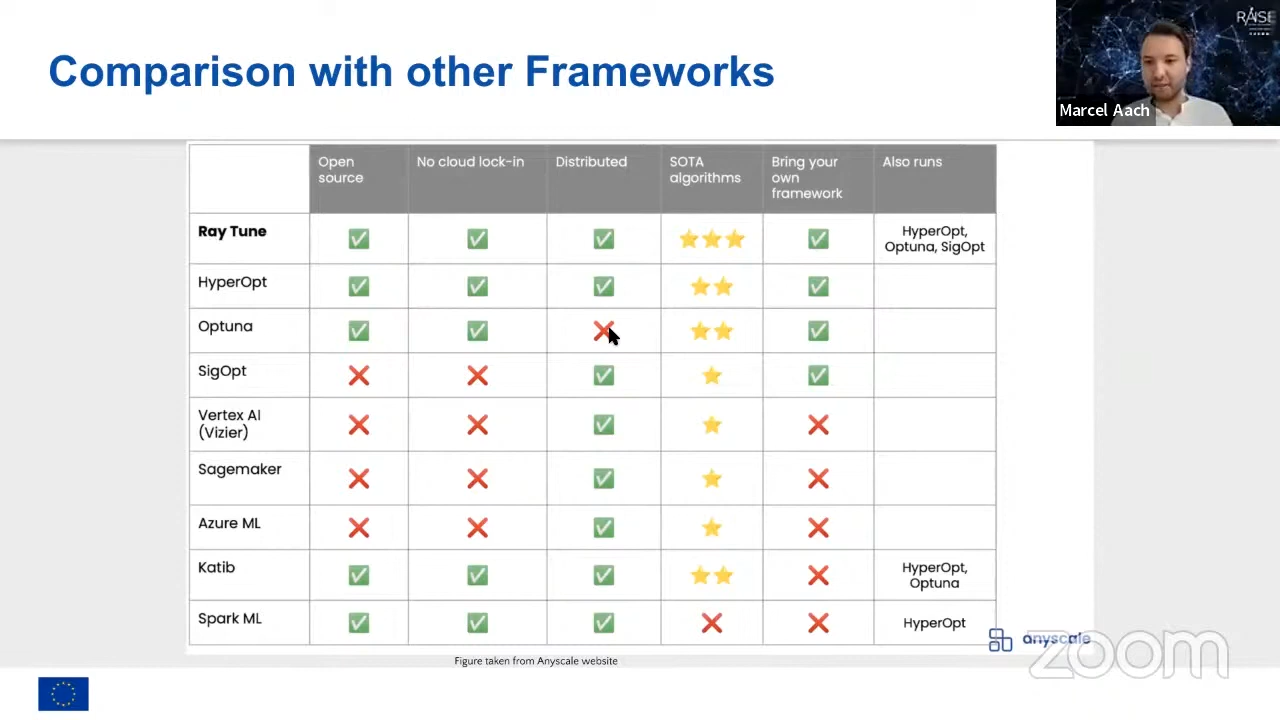 Comparison with other Frameworks
RAISE
Marcel Aach
Open source
No cloud lock-in
Distributed
SOTA algorithms
Bring your own framework
Also runs
Ray Tune
HyperOpt, Optuna, SigOpt
HyperOpt
Optuna
SigOpt
Vertex AI (Vizier)
Sagemaker
Azure ML
Katib
HyperOpt, Optuna
Spark ML
HyperOpt
anyscale
zoom
Figure taken from Anyscale website